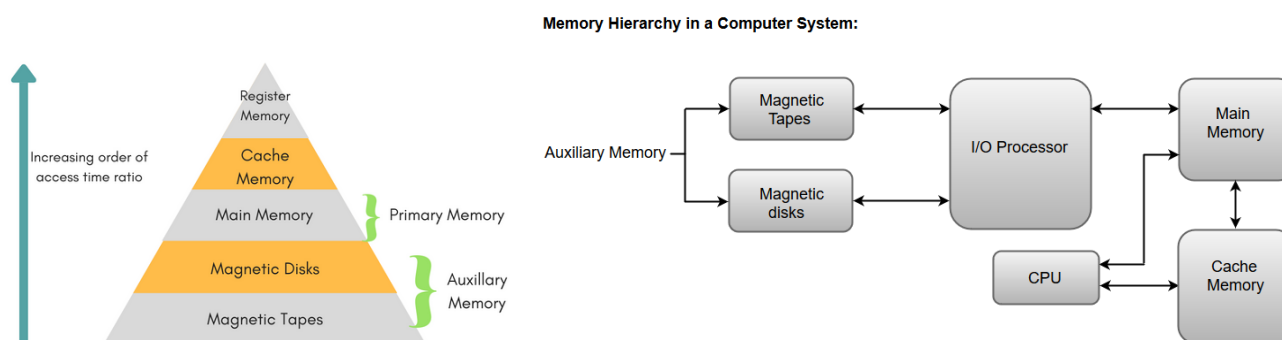 Memory Hierarchy in a Computer System:
Register
Memory
Increasing order of
access time ratio
Cache
Memory
Main Memory
Primary Memory
Magnetic Disks
Auxillary
Memory
Magnetic Tapes
Auxiliary Memory
Magnetic
Tapes
Magnetic
disks
I/O Processor
Main
Memory
CPU
Cache
Memory